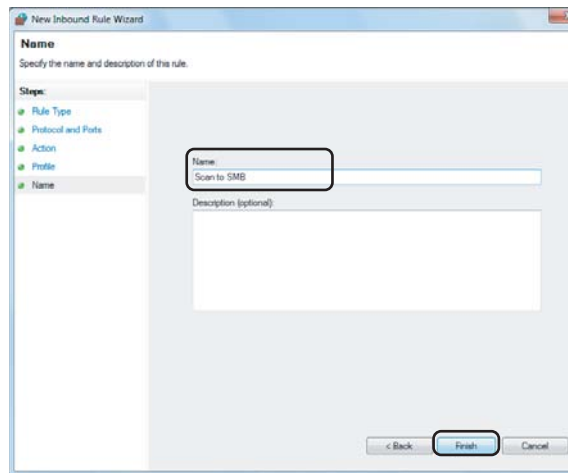 New Inbound Rule Wizard
Name
Specify the name and description of this rule.
Steps:
Rule Type
Protocol and Ports
Action
Profile
Name
Name:
Scan to SMB
Description (optional):
< Back
Finish
Cancel